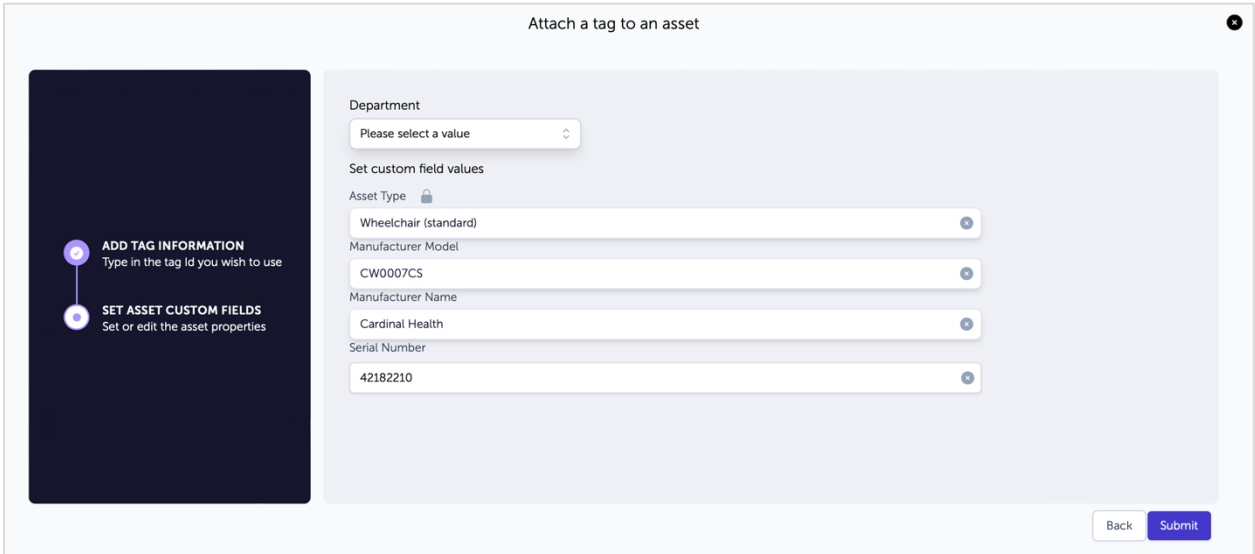 Attach a tag to an asset
ADD TAG INFORMATION
Type in the tag Id you wish to use
SET ASSET CUSTOM FIELDS
Set or edit the asset properties
Department
Please select a value
Set custom field values
Asset Type
Wheelchair (standard)
Manufacturer Model
CW0007CS
Manufacturer Name
Cardinal Health
Serial Number
42182210
Back
Submit